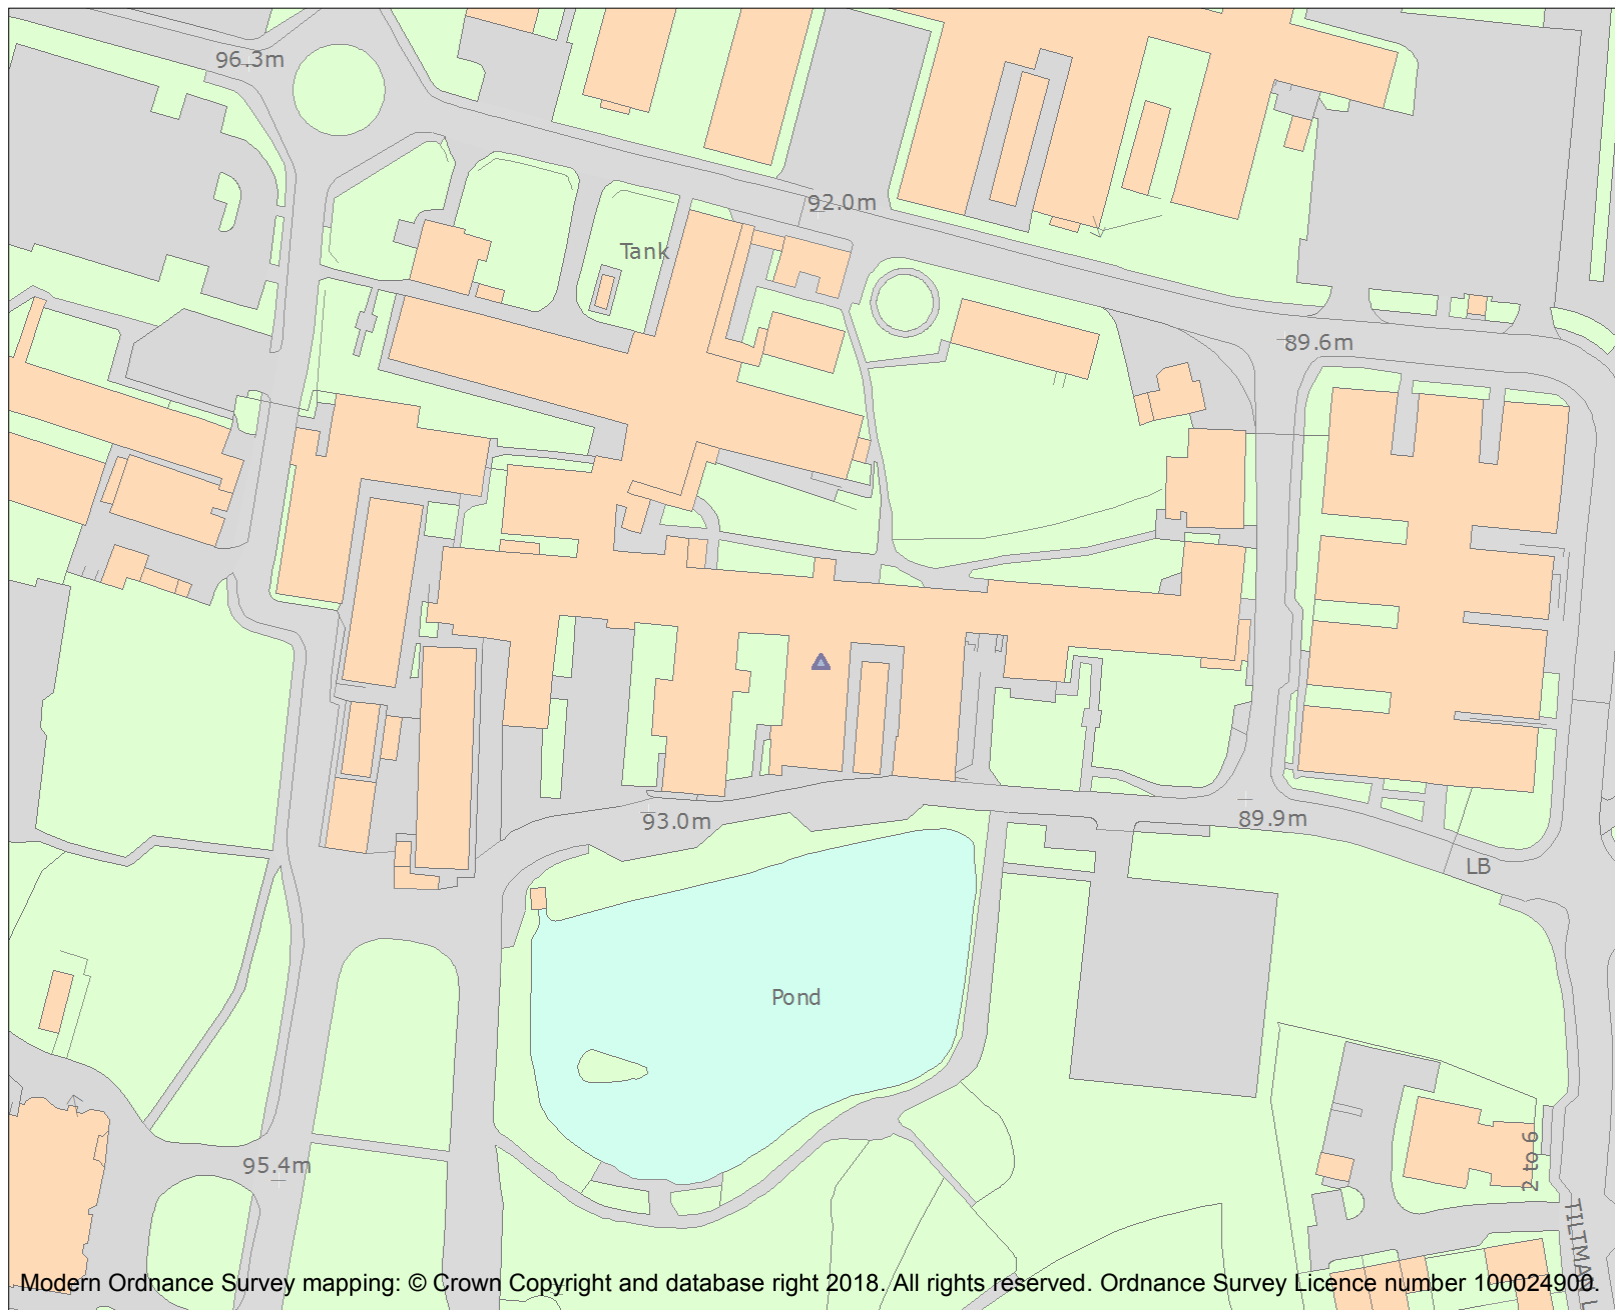 96.3m
92.0m
Tank
89.6m
93.0m
89.9m
LB
Pond
2 to 6
95.4m
Modern Ordnance Survey mapping: © Crown Copyright and database right 2018. All rights reserved. Ordnance Survey Licence number 100024900.